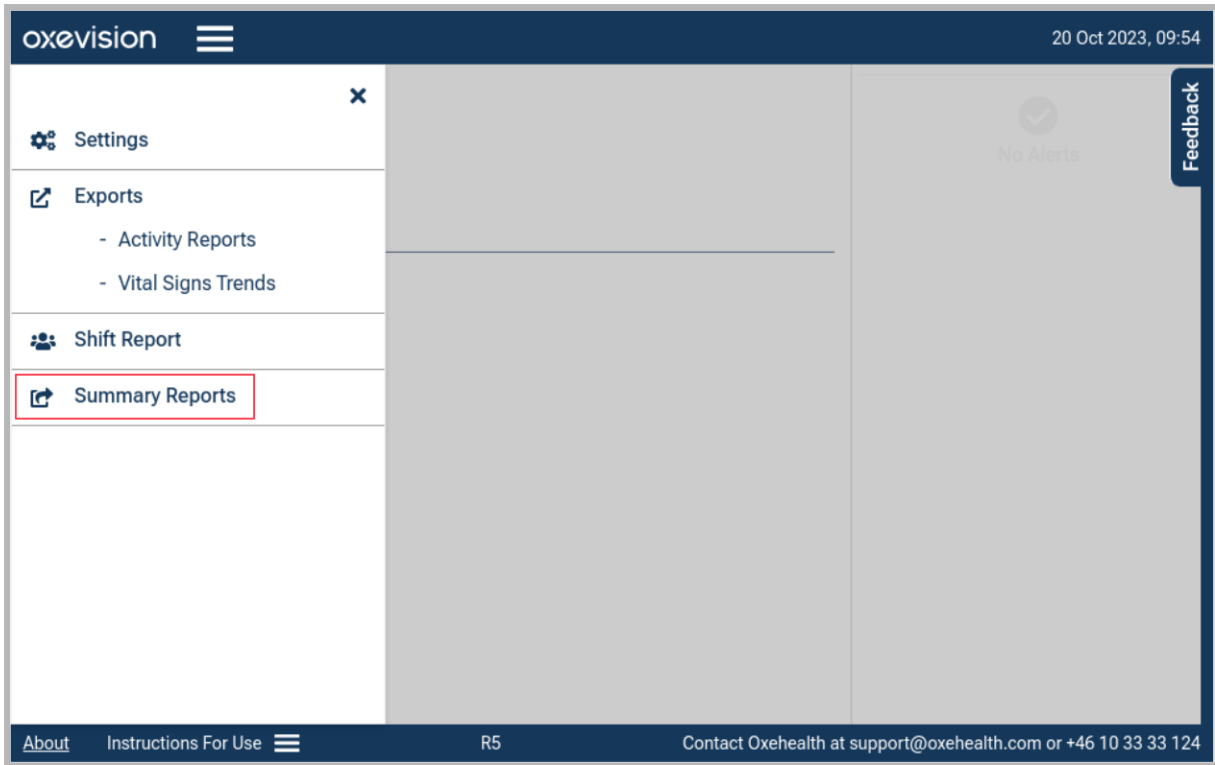 oxevision
20 Oct 2023, 09:54
Feedback
No Alerts
Settings
Exports
- Activity Reports
- Vital Signs Trends
Shift Report
Summary Reports
About
Instructions For Use
R5
Contact Oxehealth at support@oxehealth.com or +46 10 33 33 124